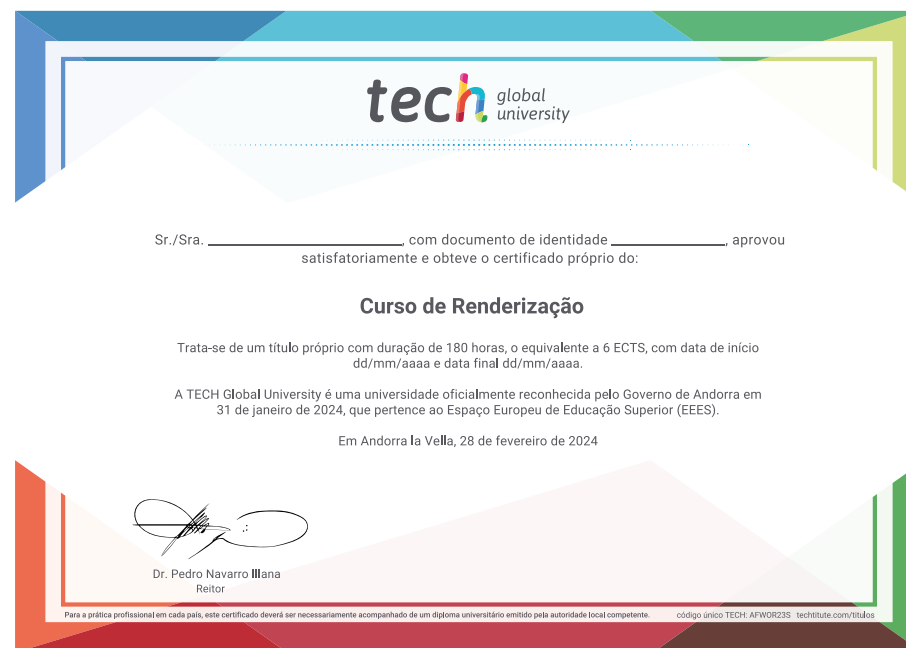 tech global university
Sr./Sra. ______________________, com documento de identidade _____________, aprovou
satisfatoriamente e obteve o certificado próprio do:
Curso de Renderização
Trata-se de um título próprio com duração de 180 horas, o equivalente a 6 ECTS, com data de início
dd/mm/aaaa e data final dd/mm/aaaa.
A TECH Global University é uma universidade oficialmente reconhecida pelo Governo de Andorra em
31 de janeiro de 2024, que pertence ao Espaço Europeu de Educação Superior (EEES).
Em Andorra la Vella, 28 de fevereiro de 2024
Dr. Pedro Navarro Illana
Reitor
Para a prática profissional em cada país, este certificado deverá ser necessariamente acompanhado de um diploma universitário emitido pela autoridade local competente. código único TECH: AFWOR23S techtitute.com/titulos